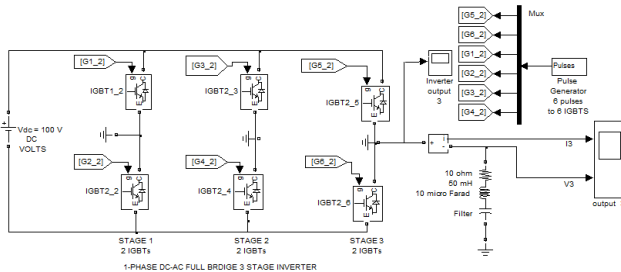 [G5_2]
Mux
[G6_2]
[G1_2]
[G2_2]
[G3_2]
[G4_2]
Pulses
Pulse
Generator
6 pulses
to 6 IGBTS
Inverter
output
3
[G1_2]
[G3_2]
[G5_2]
g
C
E
IGBT1_2
g
C
E
IGBT2_3
g
C
E
IGBT2_5
+
Vdc = 100 V
DC
VOLTS
[G2_2]
[G4_2]
[G6_2]
g
C
E
IGBT2_2
g
C
E
IGBT2_4
g
C
E
IGBT2_6
+
-
i
I3
V3
output
10 ohm
50 mH
10 micro Farad
Filter
STAGE 1
2 IGBTs
STAGE 2
2 IGBTs
STAGE 3
2 IGBTs
1-PHASE DC-AC FULL BRDIGE 3 STAGE INVERTER